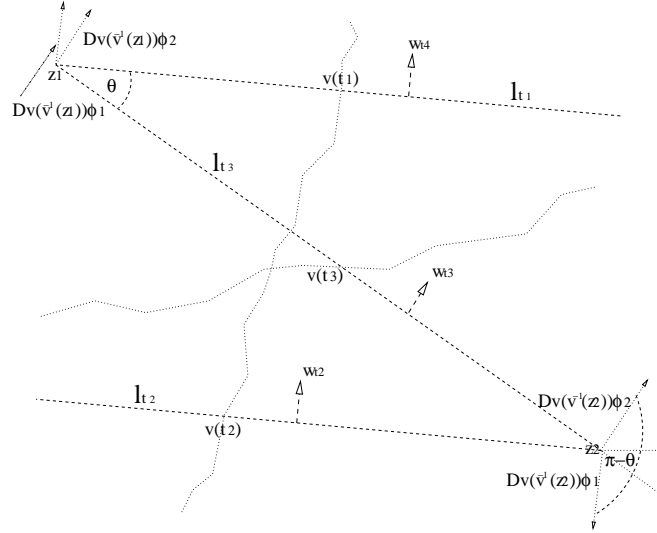 Dv(v̄¹(z1))ϕ2
z1
θ
v(t1)
wt4
lt1
Dv(v̄¹(z1))ϕ1
lt3
v(t3)
wt3
lt2
wt2
v(t2)
Dv(v̄¹(z2))ϕ2
z2
π−θ
Dv(v̄¹(z2))ϕ1